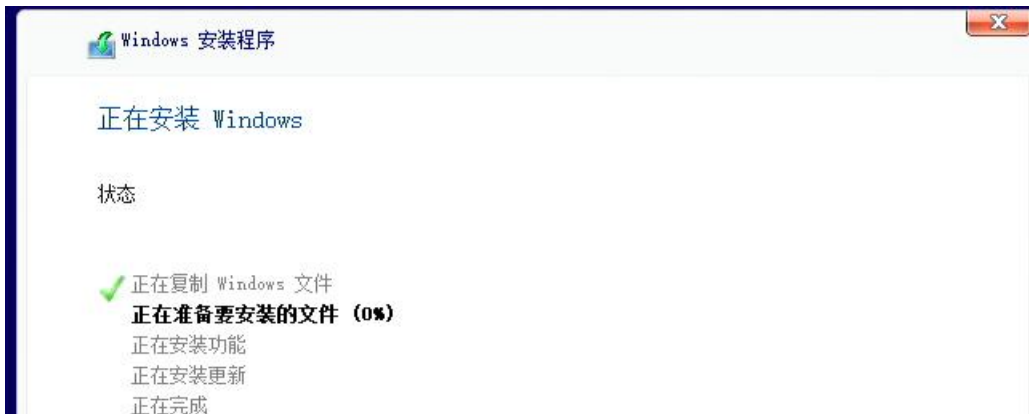 Windows 安装程序
正在安装 Windows
状态
正在复制 Windows 文件
正在准备要安装的文件 (0%)
正在安装功能
正在安装更新
正在完成